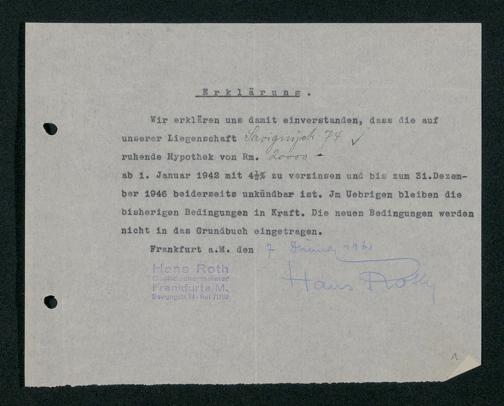 Erklärung.
Wir erklären uns damit einverstanden, dass die auf
unserer Liegenschaft Savignystr. 74
ruhende Hypothek von Rm. 20000 -
ab 1. Januar 1942 mit 4½% zu verzinsen und bis zum 31.Dezem-
ber 1946 beiderseits unkündbar ist. Jm Uebrigen bleiben die
bisherigen Bedingungen in Kraft. Die neuen Bedingungen werden
nicht in das Grundbuch eingetragen.
Frankfurt a.M. den 7
Hans Roth
Frankfurt a. M.
Savignystr. 74
Hans Roth